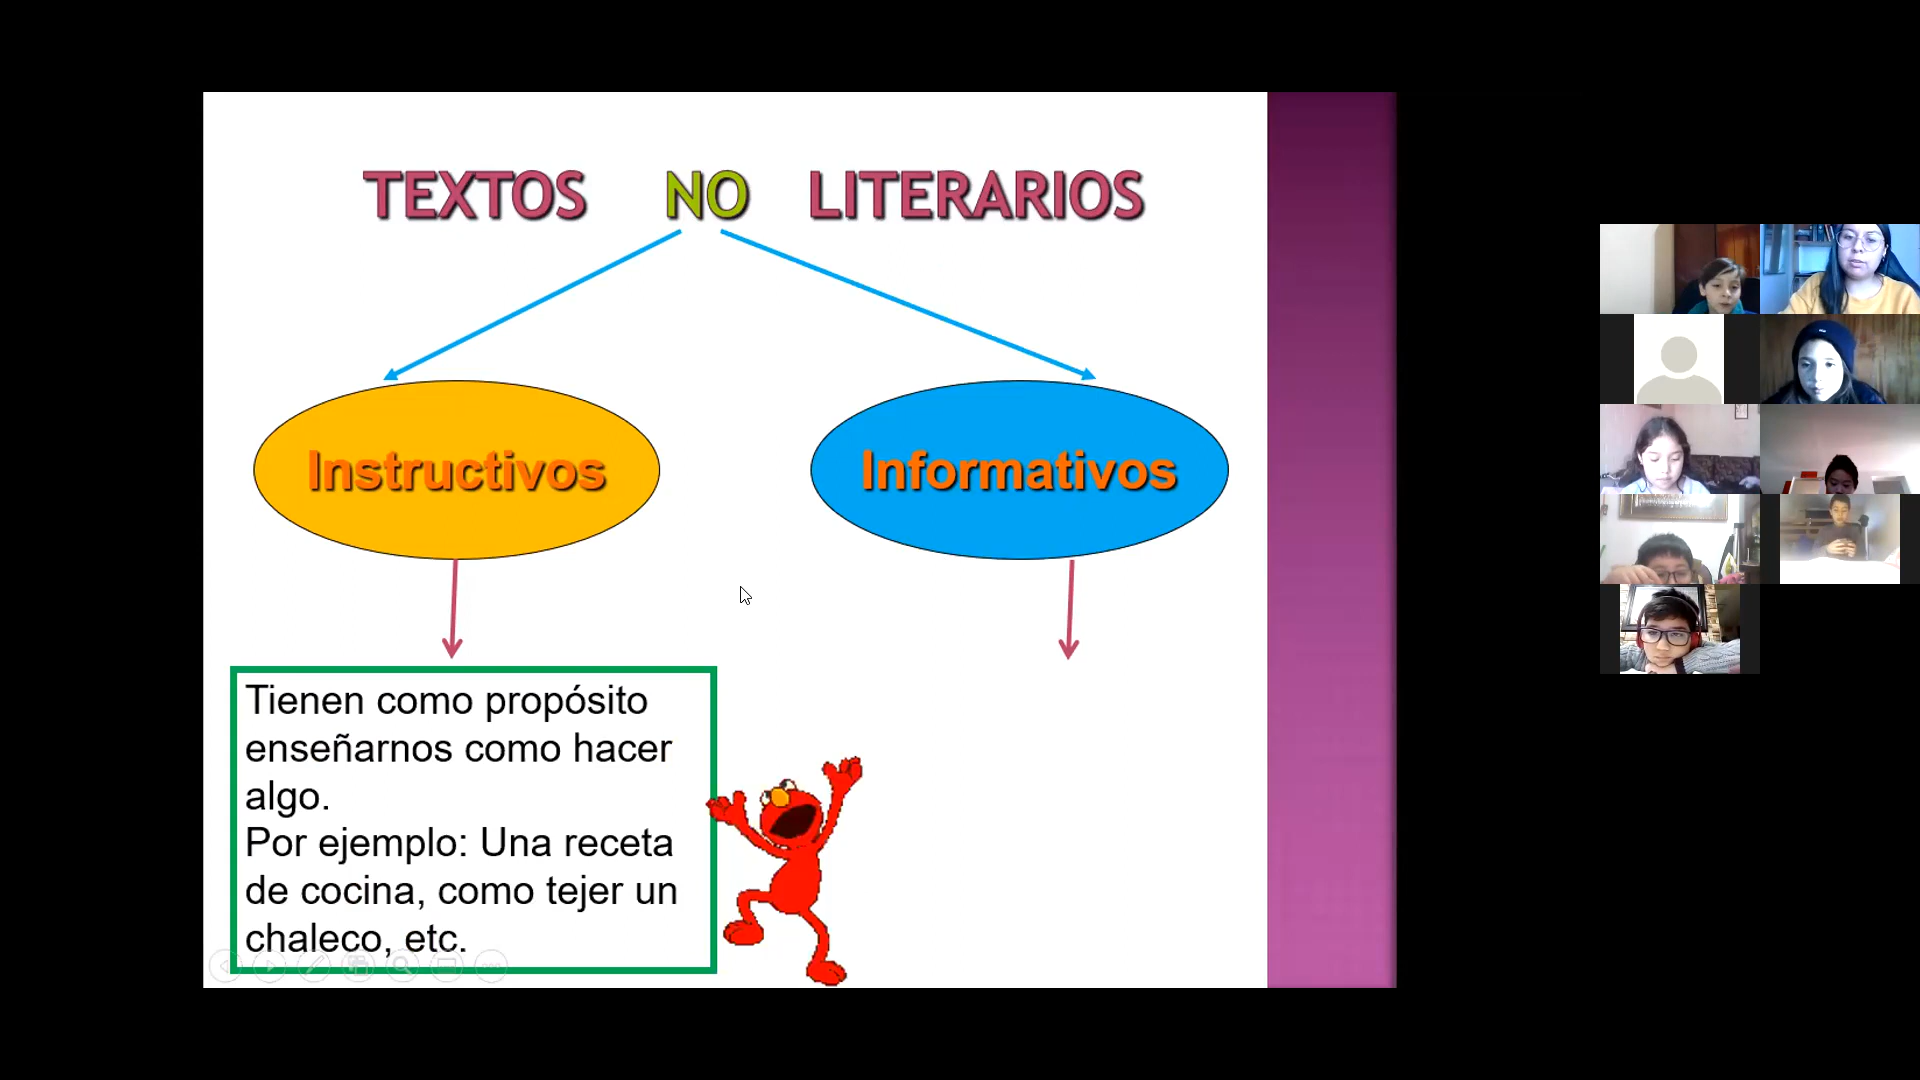 TEXTOS NO LITERARIOS
Instructivos
Informativos
Tienen como propósito
enseñarnos como hacer
algo.
Por ejemplo: Una receta
de cocina, como tejer un
chaleco, etc.